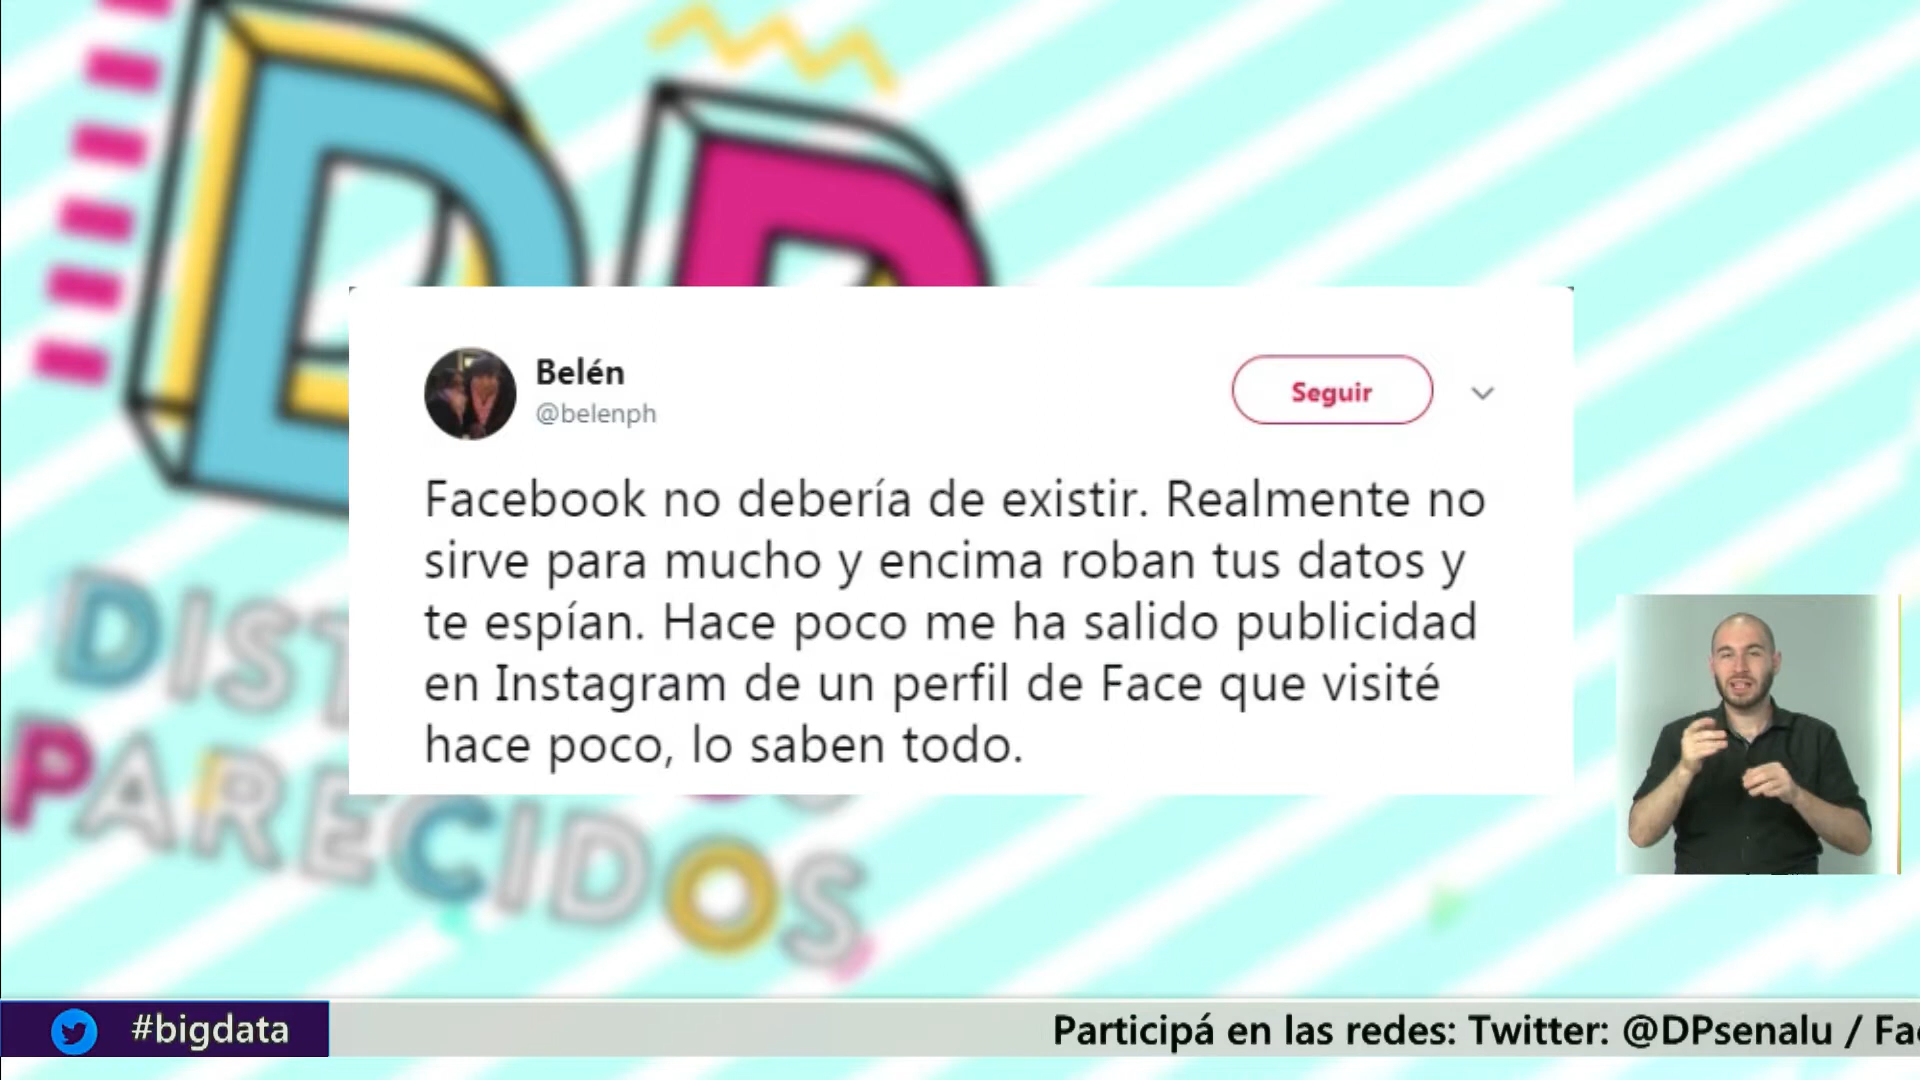 DP
DIST
PARECIDOS
Belén
@belenph
Seguir
Facebook no debería de existir. Realmente no
sirve para mucho y encima roban tus datos y
te espían. Hace poco me ha salido publicidad
en Instagram de un perfil de Face que visité
hace poco, lo saben todo.
#bigdata
Participá en las redes: Twitter: @DPsenalu / Fac